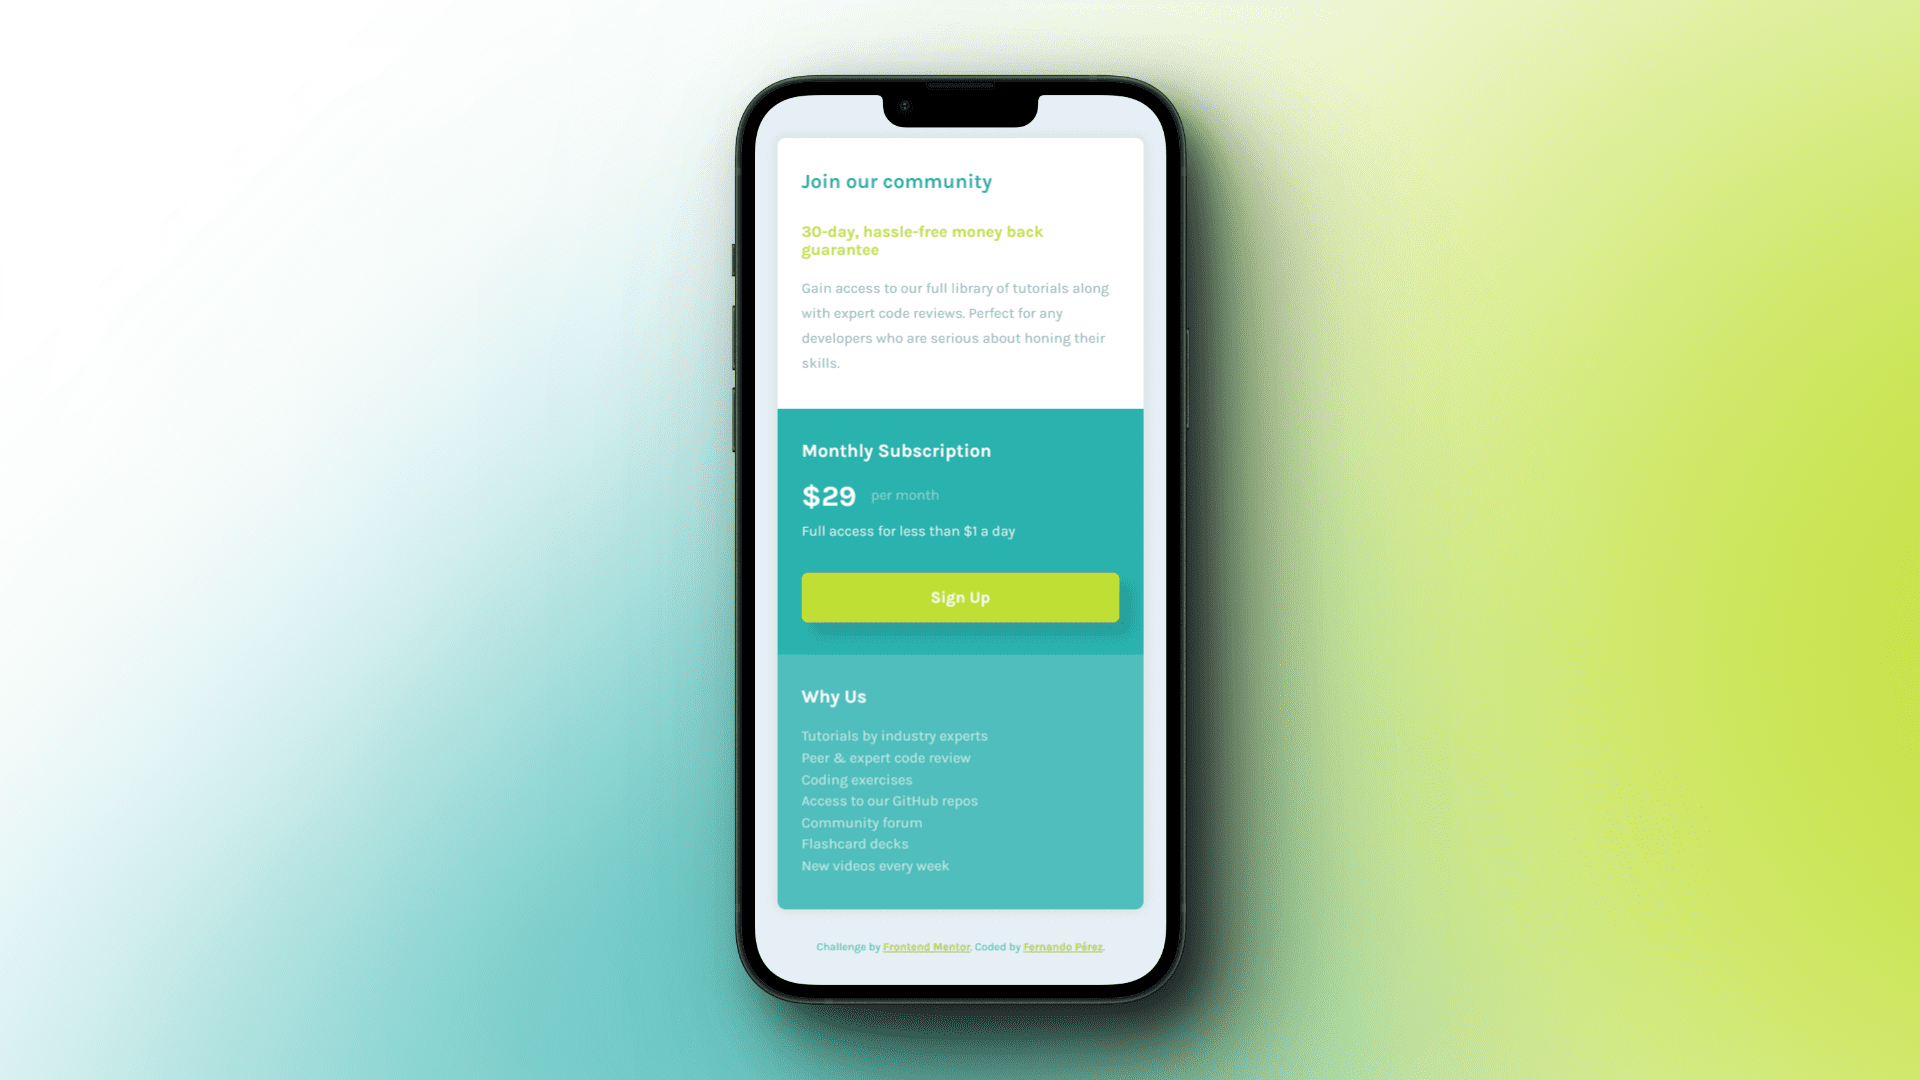 Join our community
30-day, hassle-free money back
guarantee
Gain access to our full library of tutorials along
with expert code reviews. Perfect for any
developers who are serious about honing their
skills.
Monthly Subscription
$29 per month
Full access for less than $1 a day
Sign Up
Why Us
Tutorials by industry experts
Peer & expert code review
Coding exercises
Access to our GitHub repos
Community forum
Flashcard decks
New videos every week
Challenge by Frontend Mentor. Coded by Fernando Pérez.